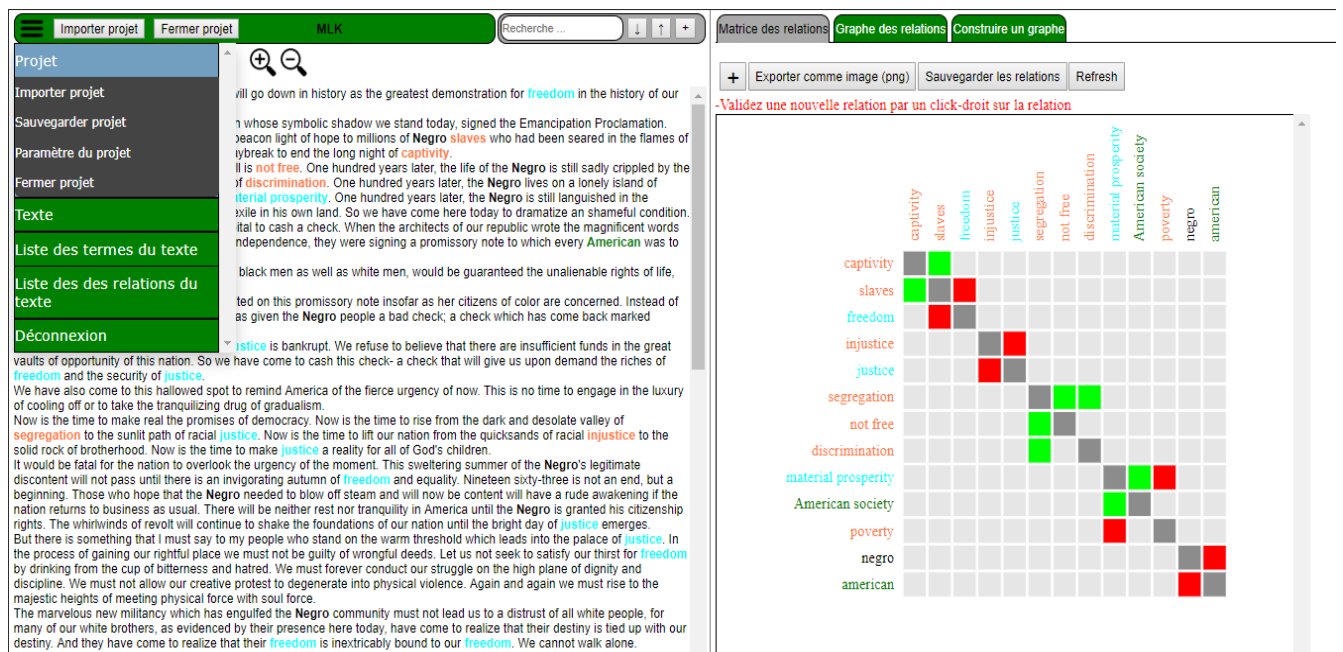 Importer projet Fermer projet MLK Recherche ... ↓ ↑ +
Projet
Importer projet
Sauvegarder projet
Paramètre du projet
Fermer projet
Texte
Liste des termes du texte
Liste des des relations du
texte
Déconnexion
will go down in history as the greatest demonstration for freedom in the history of our
n whose symbolic shadow we stand today, signed the Emancipation Proclamation.
beacon light of hope to millions of Negro slaves who had been seared in the flames of
ybreak to end the long night of captivity.
ll is not free. One hundred years later, the life of the Negro is still sadly crippled by the
of discrimination. One hundred years later, the Negro lives on a lonely island of
terial prosperity. One hundred years later, the Negro is still languished in the
exile in his own land. So we have come here today to dramatize an shameful condition.
ital to cash a check. When the architects of our republic wrote the magnificent words
ndependence, they were signing a promissory note to which every American was to
black men as well as white men, would be guaranteed the unalienable rights of life,
ted on this promissory note insofar as her citizens of color are concerned. Instead of
as given the Negro people a bad check; a check which has come back marked
ustice is bankrupt. We refuse to believe that there are insufficient funds in the great
vaults of opportunity of this nation. So we have come to cash this check- a check that will give us upon demand the riches of
freedom and the security of justice.
We have also come to this hallowed spot to remind America of the fierce urgency of now. This is no time to engage in the luxury
of cooling off or to take the tranquilizing drug of gradualism.
Now is the time to make real the promises of democracy. Now is the time to rise from the dark and desolate valley of
segregation to the sunlit path of racial justice. Now is the time to lift our nation from the quicksands of racial injustice to the
solid rock of brotherhood. Now is the time to make justice a reality for all of God's children.
It would be fatal for the nation to overlook the urgency of the moment. This sweltering summer of the Negro's legitimate
discontent will not pass until there is an invigorating autumn of freedom and equality. Nineteen sixty-three is not an end, but a
beginning. Those who hope that the Negro needed to blow off steam and will now be content will have a rude awakening if the
nation returns to business as usual. There will be neither rest nor tranquility in America until the Negro is granted his citizenship
rights. The whirlwinds of revolt will continue to shake the foundations of our nation until the bright day of justice emerges.
But there is something that I must say to my people who stand on the warm threshold which leads into the palace of justice. In
the process of gaining our rightful place we must not be guilty of wrongful deeds. Let us not seek to satisfy our thirst for freedom
by drinking from the cup of bitterness and hatred. We must forever conduct our struggle on the high plane of dignity and
discipline. We must not allow our creative protest to degenerate into physical violence. Again and again we must rise to the
majestic heights of meeting physical force with soul force.
The marvelous new militancy which has engulfed the Negro community must not lead us to a distrust of all white people, for
many of our white brothers, as evidenced by their presence here today, have come to realize that their destiny is tied up with our
destiny. And they have come to realize that their freedom is inextricably bound to our freedom. We cannot walk alone.
Matrice des relations Graphe des relations Construire un graphe
+ Exporter comme image (png) Sauvegarder les relations Refresh
-Validez une nouvelle relation par un click-droit sur la relation
captivity
slaves
freedom
injustice
justice
segregation
not free
discrimination
material prosperity
American society
poverty
negro
american
captivity
slaves
freedom
injustice
justice
segregation
not free
discrimination
material prosperity
American society
poverty
negro
american